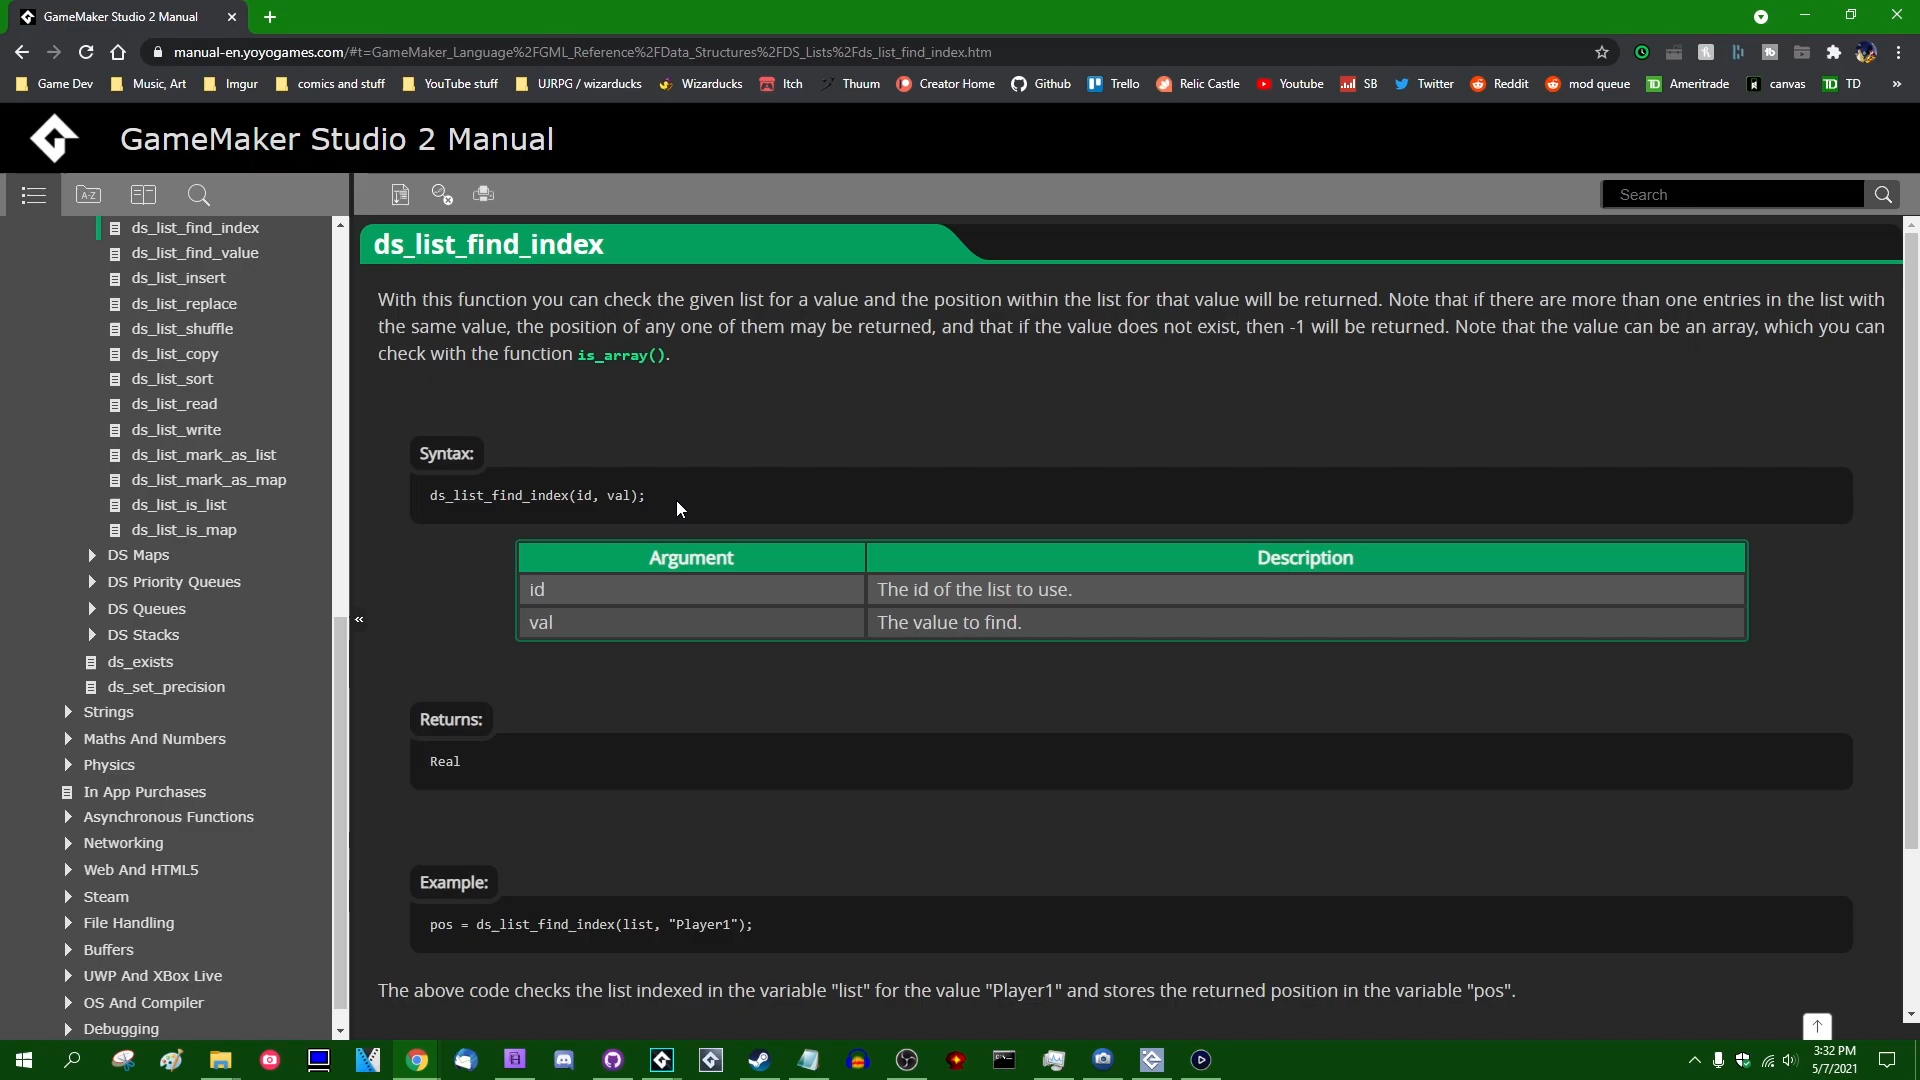 GameMaker Studio 2 Manual
manual-en.yoyogames.com/#t=GameMaker_Language%2FGML_Reference%2FData_Structures%2FDS_Lists%2Fds_list_find_index.htm
Game Dev Music, Art Imgur comics and stuff YouTube stuff UJRPG / wizarducks Wizarducks Itch Thuum Creator Home Github Trello Relic Castle Youtube SB Twitter Reddit mod queue Ameritrade canvas TD »
GameMaker Studio 2 Manual
A-Z
Search
ds_list_find_index
ds_list_find_value
ds_list_insert
ds_list_replace
ds_list_shuffle
ds_list_copy
ds_list_sort
ds_list_read
ds_list_write
ds_list_mark_as_list
ds_list_mark_as_map
ds_list_is_list
ds_list_is_map
DS Maps
DS Priority Queues
DS Queues
DS Stacks
ds_exists
ds_set_precision
Strings
Maths And Numbers
Physics
In App Purchases
Asynchronous Functions
Networking
Web And HTML5
Steam
File Handling
Buffers
UWP And XBox Live
OS And Compiler
Debugging
«
ds_list_find_index
With this function you can check the given list for a value and the position within the list for that value will be returned. Note that if there are more than one entries in the list with
the same value, the position of any one of them may be returned, and that if the value does not exist, then -1 will be returned. Note that the value can be an array, which you can
check with the function is_array().
Syntax:
ds_list_find_index(id, val);
Argument Description
id The id of the list to use.
val The value to find.
Returns:
Real
Example:
pos = ds_list_find_index(list, "Player1");
The above code checks the list indexed in the variable "list" for the value "Player1" and stores the returned position in the variable "pos".
3:32 PM
5/7/2021